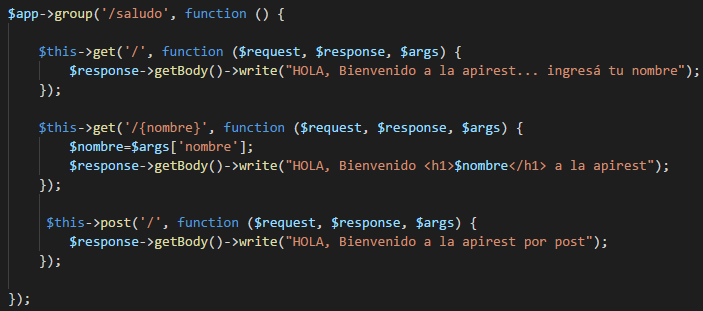 $app->group('/saludo', function () {
$this->get('/', function ($request, $response, $args) {
$response->getBody()->write("HOLA, Bienvenido a la apirest... ingresá tu nombre");
});
$this->get('/{nombre}', function ($request, $response, $args) {
$nombre=$args['nombre'];
$response->getBody()->write("HOLA, Bienvenido <h1>$nombre</h1> a la apirest");
});
$this->post('/', function ($request, $response, $args) {
$response->getBody()->write("HOLA, Bienvenido a la apirest por post");
});
});